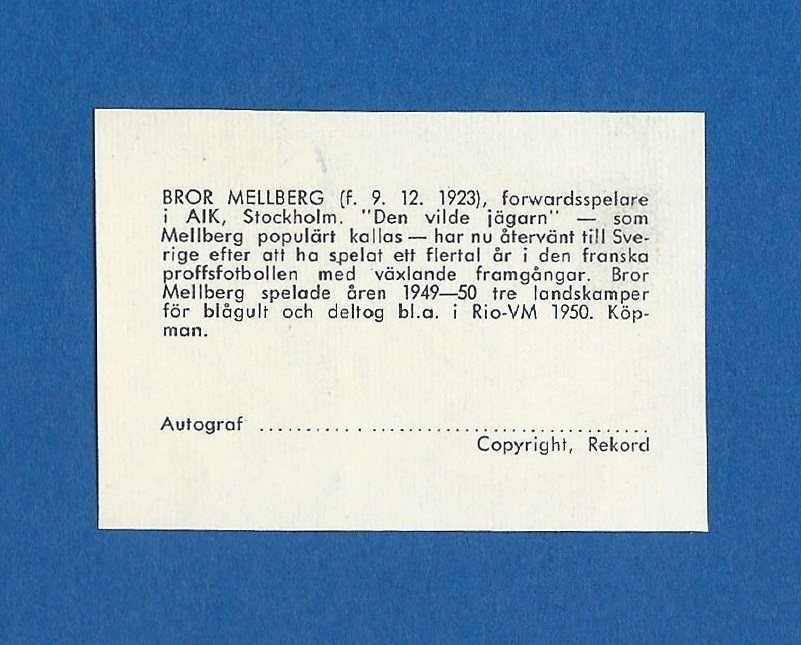 BROR MELLBERG (f. 9. 12. 1923), forwardsspelare
i AIK, Stockholm. "Den vilde jägarn" — som
Mellberg populärt kallas — har nu återvänt till Sve-
rige efter att ha spelat ett flertal år i den franska
proffsfotbollen med växlande framgångar. Bror
Mellberg spelade åren 1949—50 tre landskamper
för blågult och deltog bl.a. i Rio-VM 1950. Köp-
man.
Autograf ................................................
Copyright, Rekord